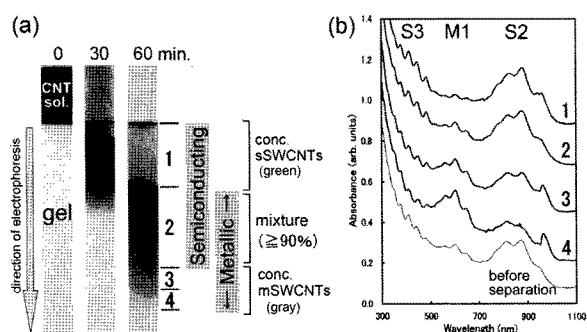 (a)
0 30 60 min.
CNT
sol.
gel
direction of electrophoresis
1
2
3
4
Semiconducting
← Metallic →
conc.
sSWCNTs
(green)
mixture
(≧90%)
conc.
mSWCNTs
(gray)
(b)
S3 M1 S2
1.4
1.2
1.0
0.8
0.6
0.4
0.2
0.0
Absorbance (arb. units)
1
2
3
4
before
separation
300 500 700 900 1100
Wavelength (nm)